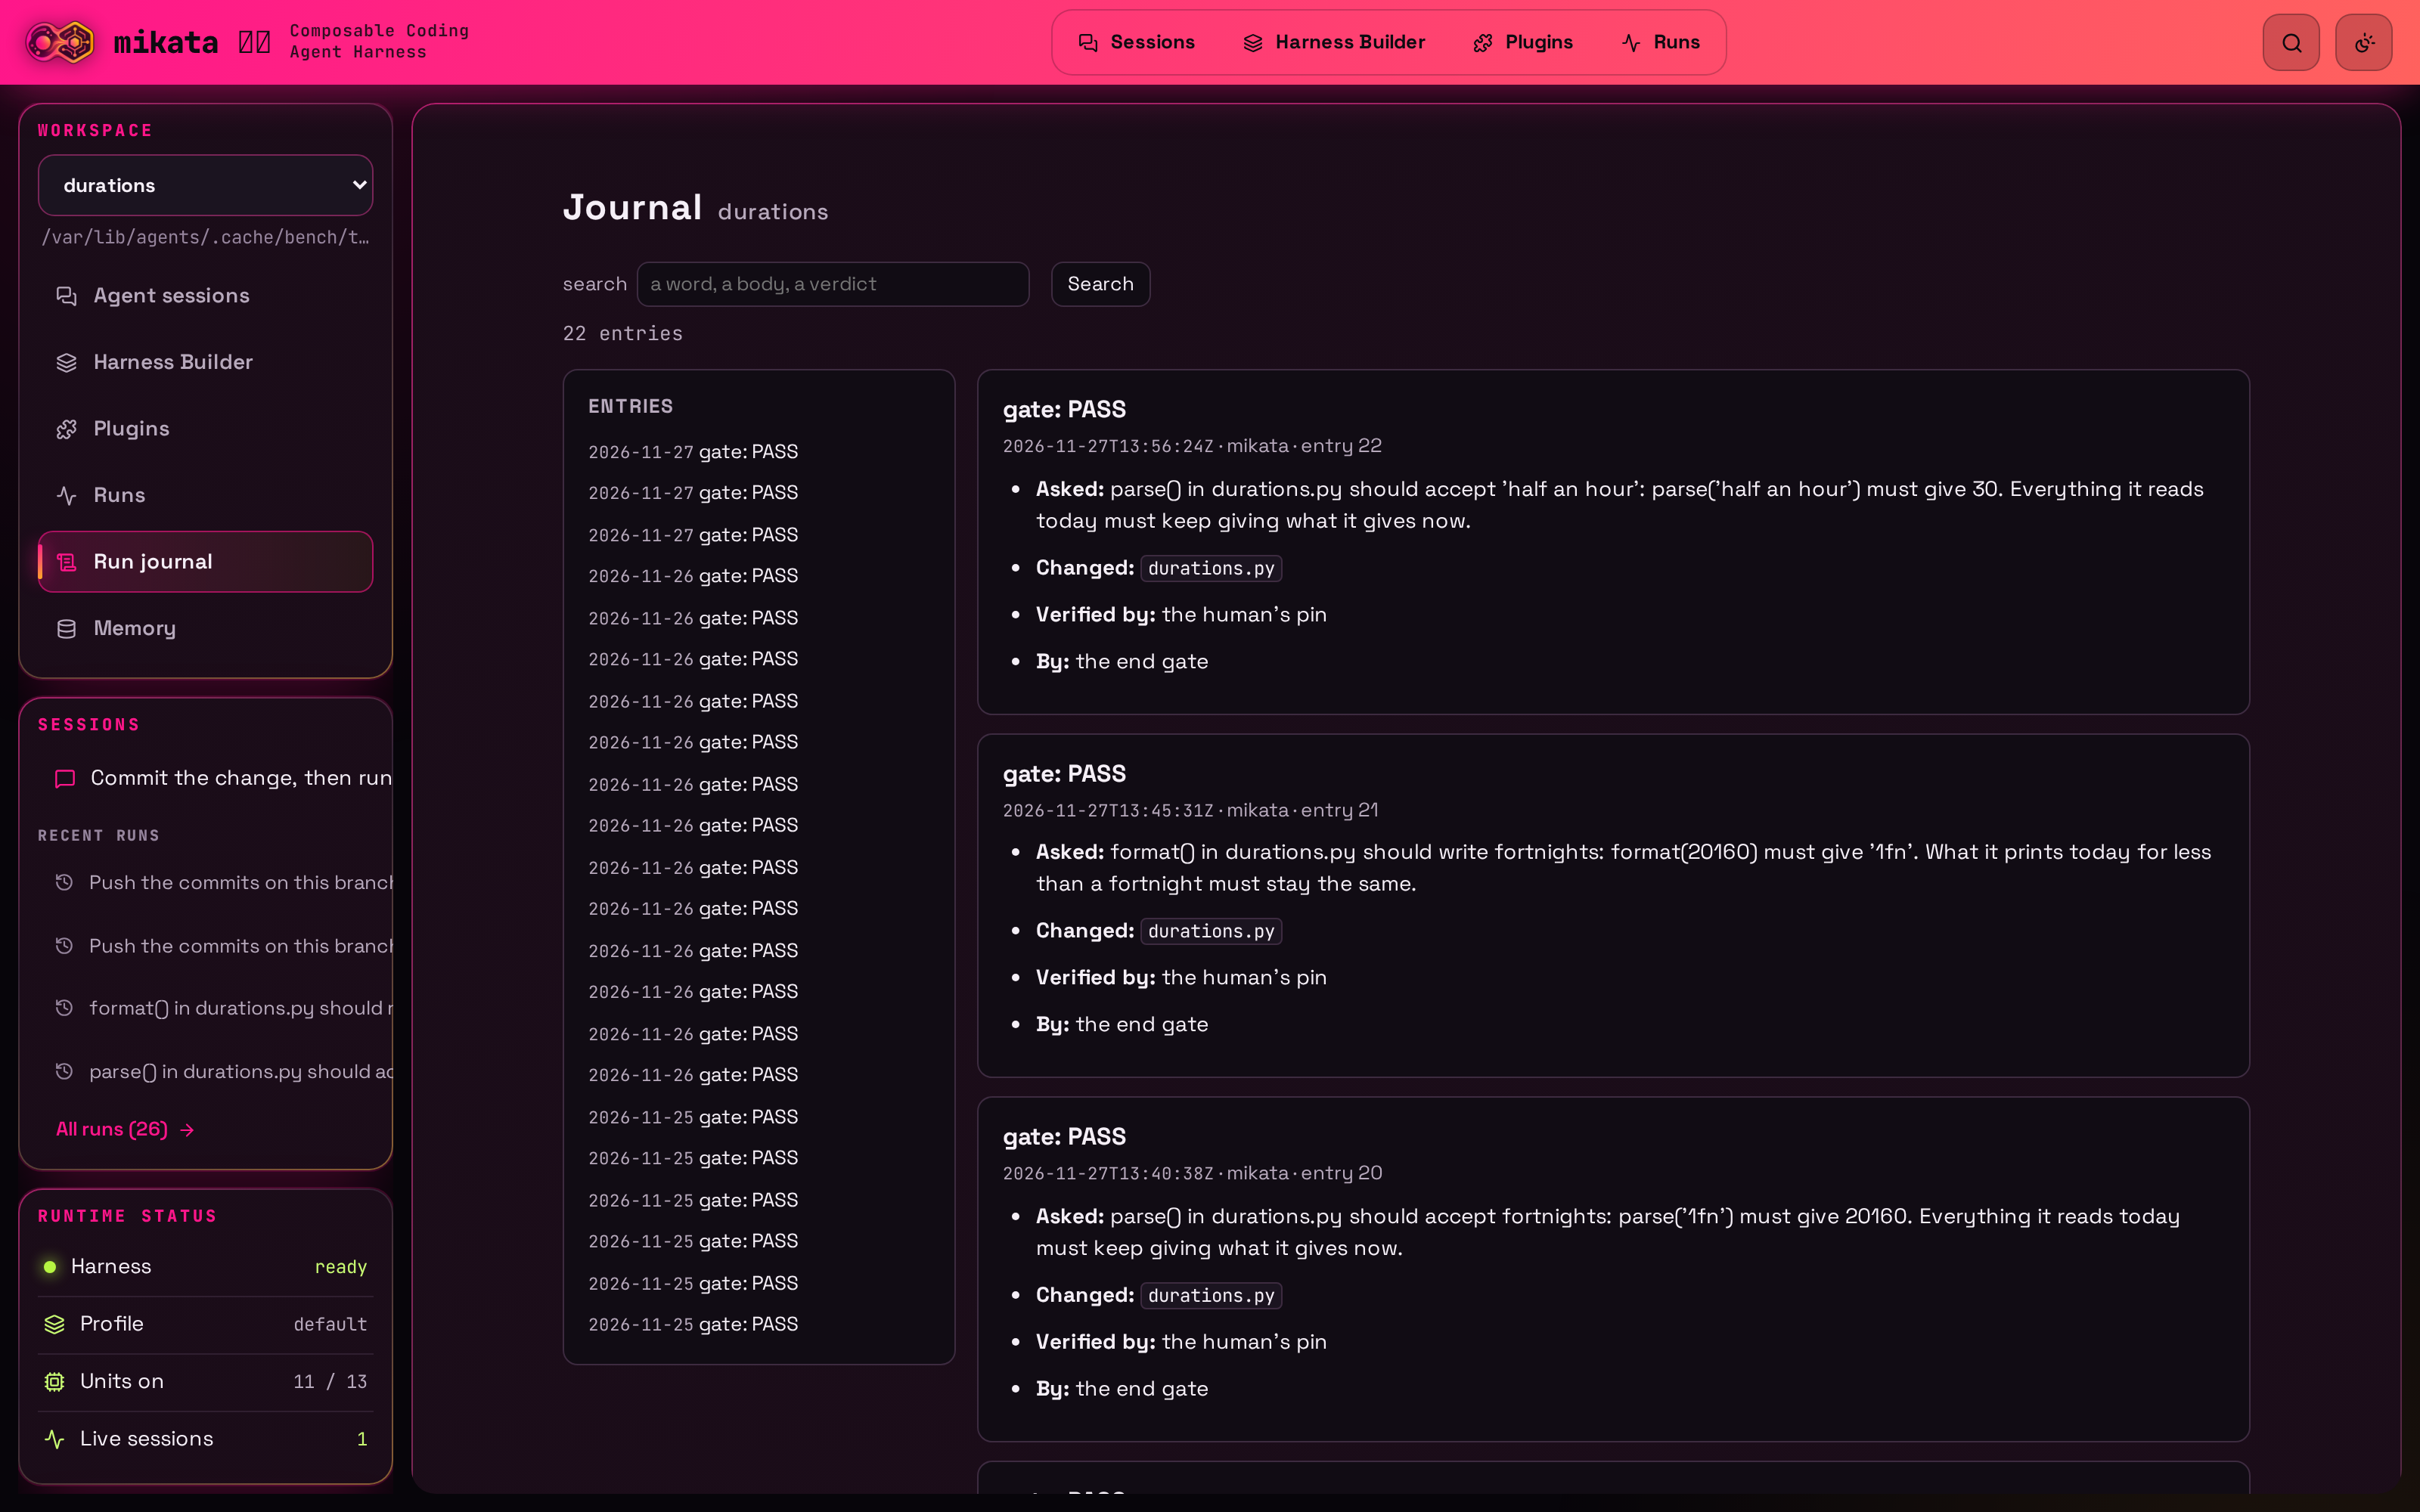 mikata
Composable Coding
Agent Harness
Sessions
Harness Builder
Plugins
Runs
WORKSPACE
durations
/var/lib/agents/.cache/bench/t…
Agent sessions
Harness Builder
Plugins
Runs
Run journal
Memory
SESSIONS
Commit the change, then run
RECENT RUNS
Push the commits on this branch
Push the commits on this branch
format() in durations.py should
parse() in durations.py should
All runs (26) →
RUNTIME STATUS
Harness ready
Profile default
Units on 11 / 13
Live sessions 1
Journal durations
search a word, a body, a verdict Search
22 entries
ENTRIES
2026-11-27 gate: PASS
2026-11-27 gate: PASS
2026-11-27 gate: PASS
2026-11-26 gate: PASS
2026-11-26 gate: PASS
2026-11-26 gate: PASS
2026-11-26 gate: PASS
2026-11-26 gate: PASS
2026-11-26 gate: PASS
2026-11-26 gate: PASS
2026-11-26 gate: PASS
2026-11-26 gate: PASS
2026-11-26 gate: PASS
2026-11-26 gate: PASS
2026-11-26 gate: PASS
2026-11-26 gate: PASS
2026-11-25 gate: PASS
2026-11-25 gate: PASS
2026-11-25 gate: PASS
2026-11-25 gate: PASS
2026-11-25 gate: PASS
2026-11-25 gate: PASS
gate: PASS
2026-11-27T13:56:24Z · mikata · entry 22
• Asked: parse() in durations.py should accept ’half an hour’: parse(’half an hour’) must give 30. Everything it reads
today must keep giving what it gives now.
• Changed: durations.py
• Verified by: the human’s pin
• By: the end gate
gate: PASS
2026-11-27T13:45:31Z · mikata · entry 21
• Asked: format() in durations.py should write fortnights: format(20160) must give ’1fn’. What it prints today for less
than a fortnight must stay the same.
• Changed: durations.py
• Verified by: the human’s pin
• By: the end gate
gate: PASS
2026-11-27T13:40:38Z · mikata · entry 20
• Asked: parse() in durations.py should accept fortnights: parse(’1fn’) must give 20160. Everything it reads today
must keep giving what it gives now.
• Changed: durations.py
• Verified by: the human’s pin
• By: the end gate